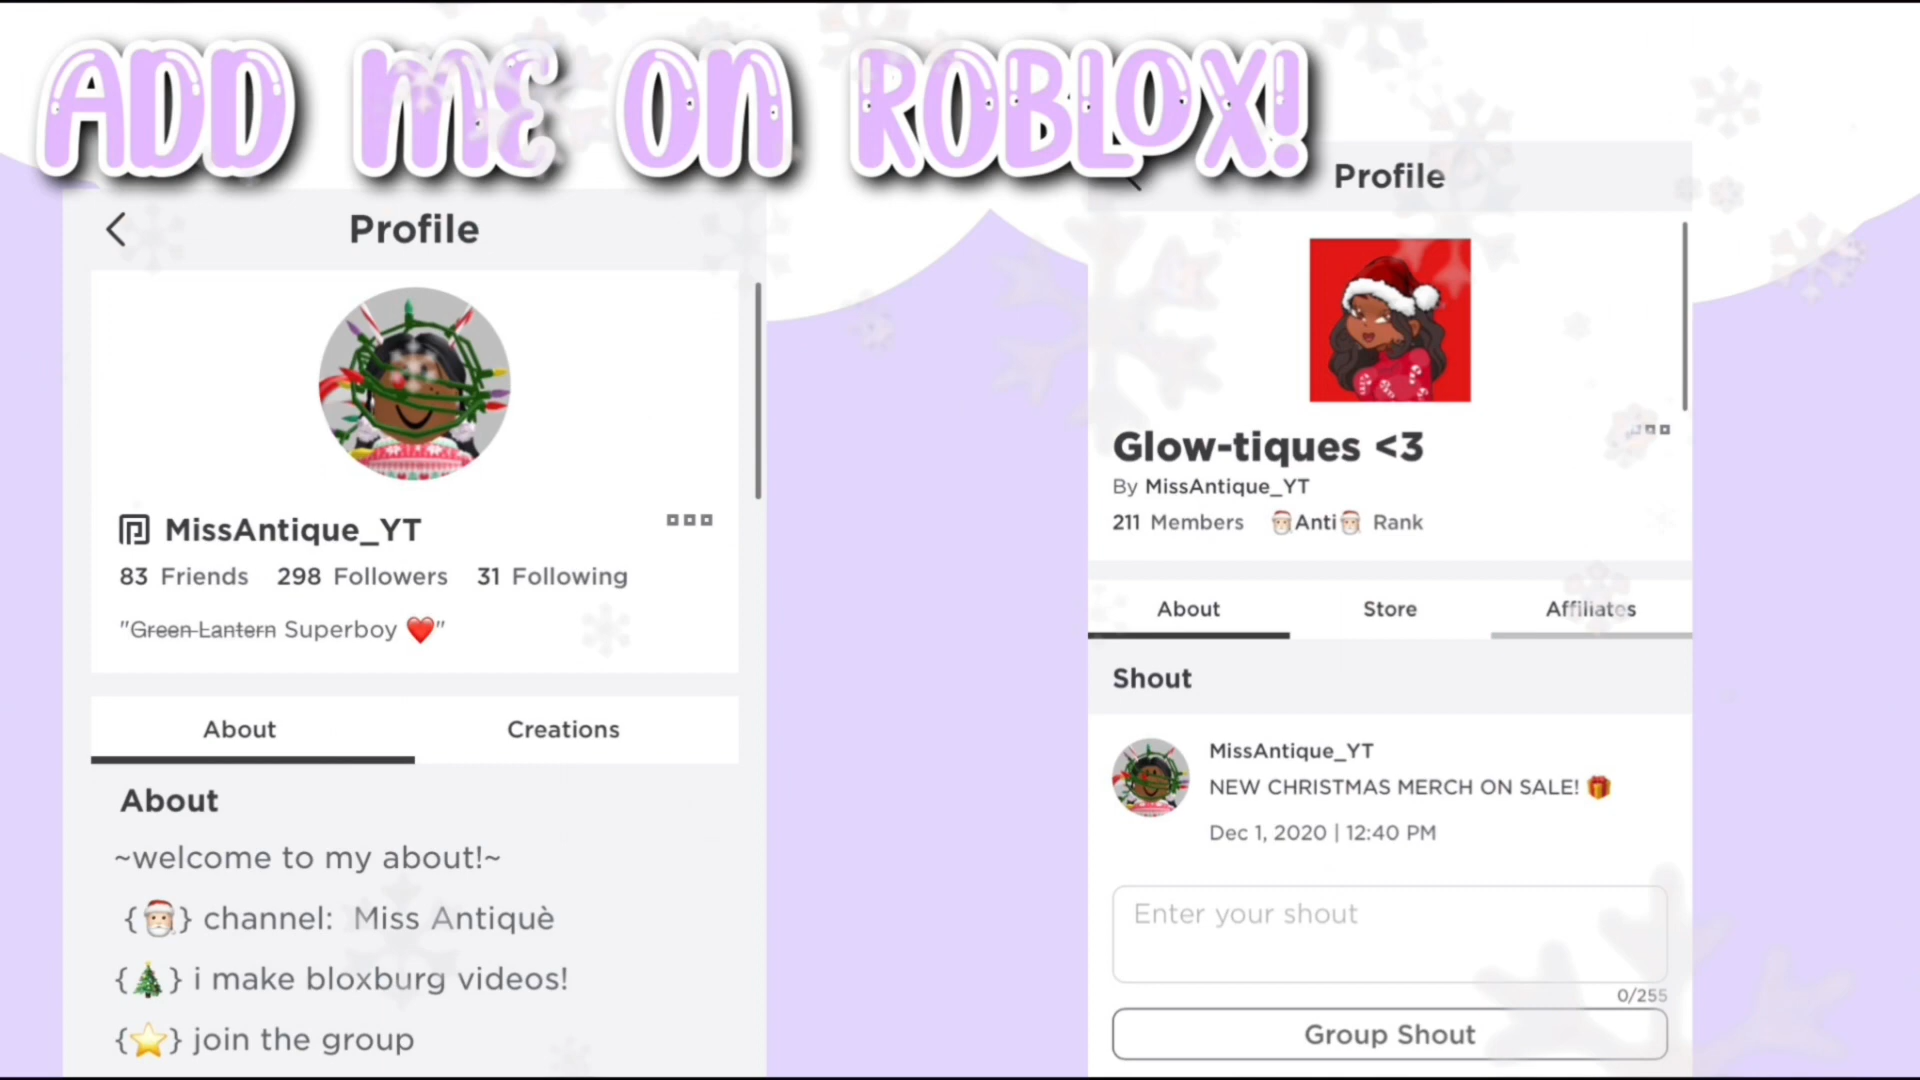 ADD ME ON ROBLOX!
Profile
MissAntique_YT
83 Friends 298 Followers 31 Following
"Green Lantern Superboy ❤️"
About Creations
About
~welcome to my about!~
{🎅🏻} channel: Miss Antiquè
{🎄} i make bloxburg videos!
{⭐} join the group
Profile
Glow-tiques <3
By MissAntique_YT
211 Members 🎅🏻Anti🎅🏻 Rank
About Store Affiliates
Shout
MissAntique_YT
NEW CHRISTMAS MERCH ON SALE! 🎁
Dec 1, 2020 | 12:40 PM
Enter your shout
0/255
Group Shout